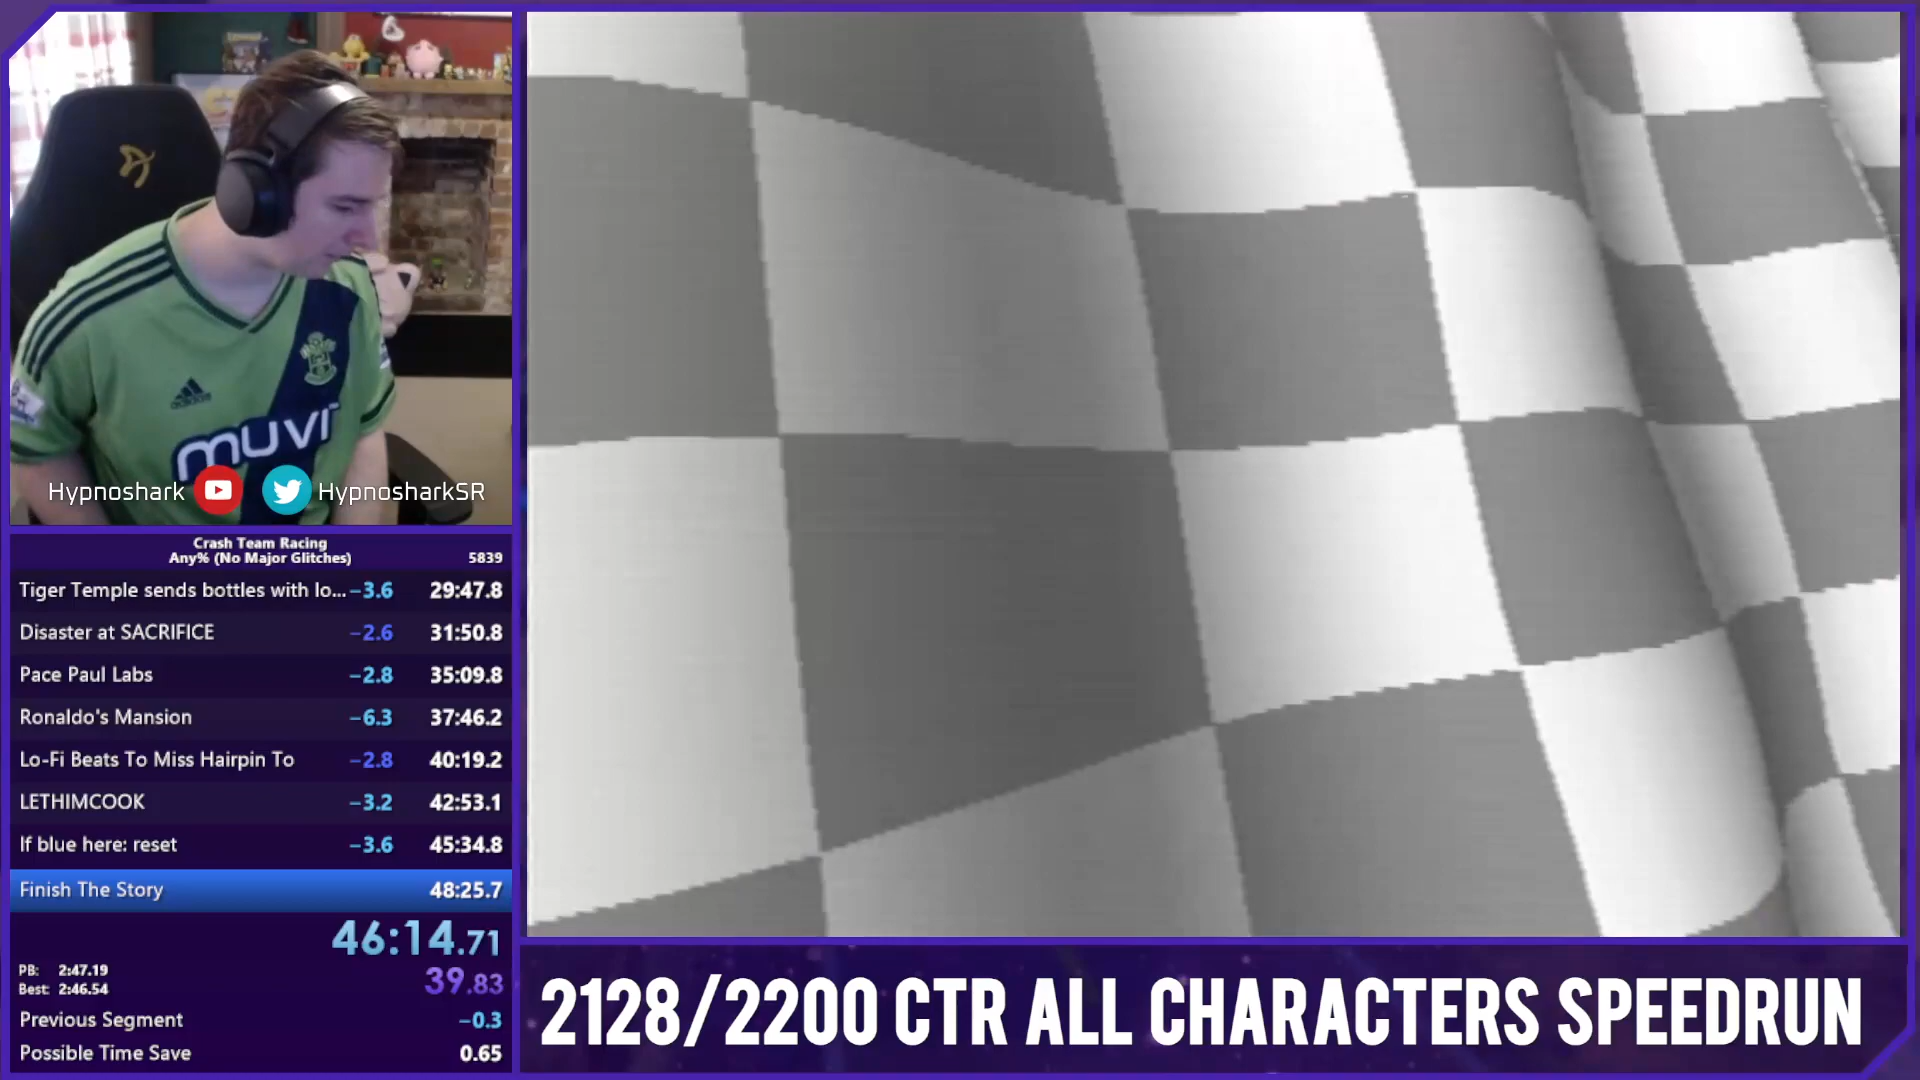 muvi
Hypnoshark HypnosharkSR
Crash Team Racing
Any% (No Major Glitches) 5839
Tiger Temple sends bottles with lo... −3.6 29:47.8
Disaster at SACRIFICE −2.6 31:50.8
Pace Paul Labs −2.8 35:09.8
Ronaldo's Mansion −6.3 37:46.2
Lo-Fi Beats To Miss Hairpin To −2.8 40:19.2
LETHIMCOOK −3.2 42:53.1
If blue here: reset −3.6 45:34.8
Finish The Story 48:25.7
46:14.71
PB: 2:47.19
Best: 2:46.54
39.83
Previous Segment −0.3
Possible Time Save 0.65
2128/2200 CTR ALL CHARACTERS SPEEDRUN